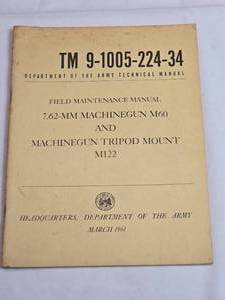 TM 9-1005-224-34
DEPARTMENT OF THE ARMY TECHNICAL MANUAL
FIELD MAINTENANCE MANUAL
7.62-MM MACHINEGUN M60
AND
MACHINEGUN TRIPOD MOUNT
M122
HEADQUARTERS, DEPARTMENT OF THE ARMY
MARCH 1961